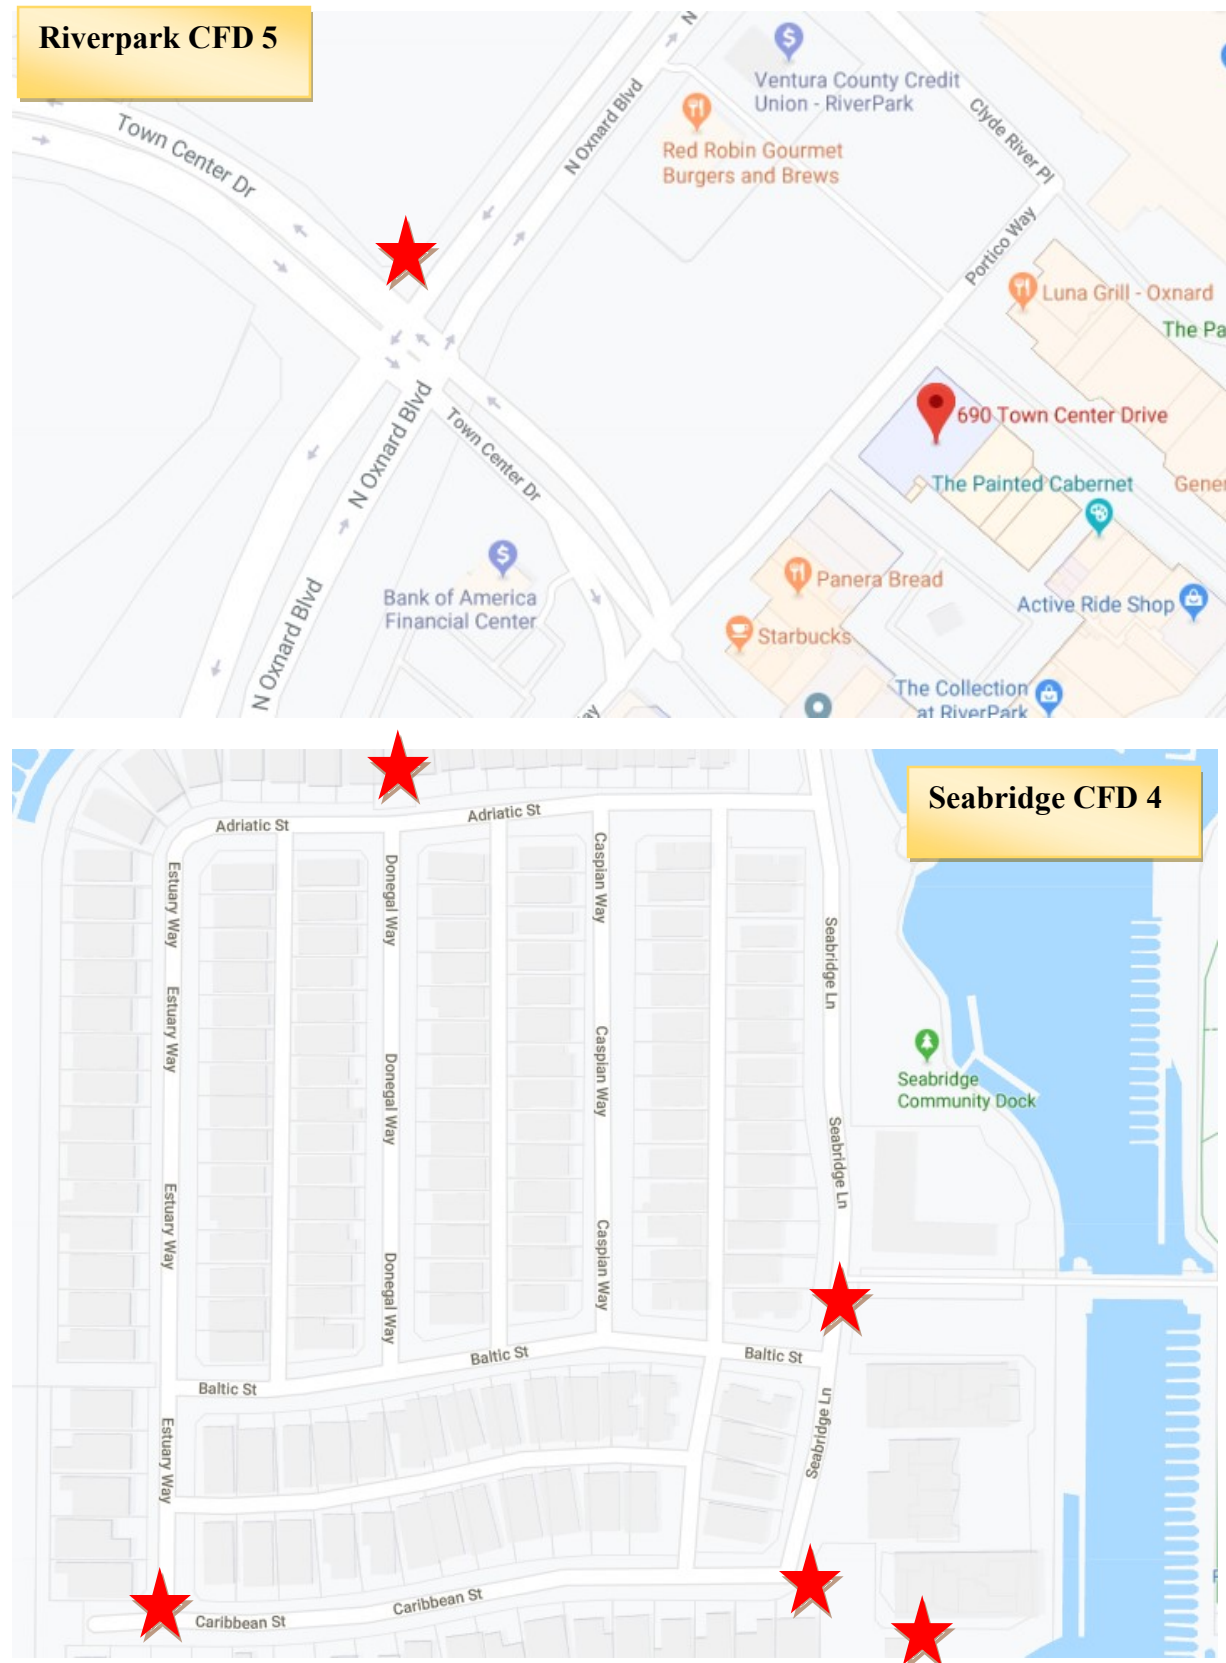 Riverpark CFD 5
N
Town Center Dr
N Oxnard Blvd
Ventura County Credit
Union - RiverPark
Red Robin Gourmet
Burgers and Brews
Clyde River Pl
Portico Way
Luna Grill - Oxnard
The Pa
690 Town Center Drive
N Oxnard Blvd
Town Center Dr
The Painted Cabernet
Gener
Panera Bread
Active Ride Shop
Bank of America
Financial Center
Starbucks
N Oxnard Blvd
The Collection
at RiverPark
ay
Seabridge CFD 4
Adriatic St
Adriatic St
Estuary Way
Donegal Way
Caspian Way
Seabridge Ln
Estuary Way
Donegal Way
Caspian Way
Seabridge
Community Dock
Seabridge Ln
Estuary Way
Donegal Way
Caspian Way
Baltic St
Baltic St
Baltic St
Estuary Way
Seabridge Ln
Caribbean St
Caribbean St